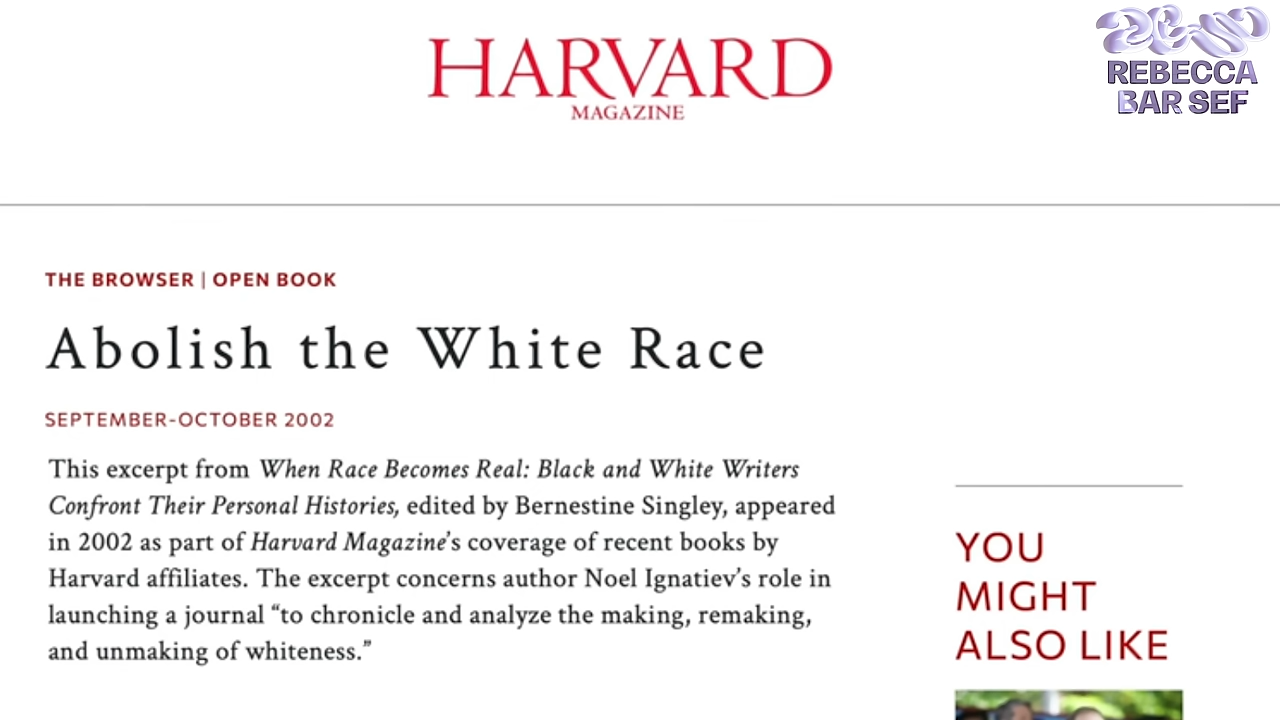 HARVARD
MAGAZINE
REBECCA
BAR SEF
THE BROWSER | OPEN BOOK
Abolish the White Race
SEPTEMBER-OCTOBER 2002
This excerpt from When Race Becomes Real: Black and White Writers
Confront Their Personal Histories, edited by Bernestine Singley, appeared
in 2002 as part of Harvard Magazine’s coverage of recent books by
Harvard affiliates. The excerpt concerns author Noel Ignatiev’s role in
launching a journal “to chronicle and analyze the making, remaking,
and unmaking of whiteness.”
YOU
MIGHT
ALSO LIKE